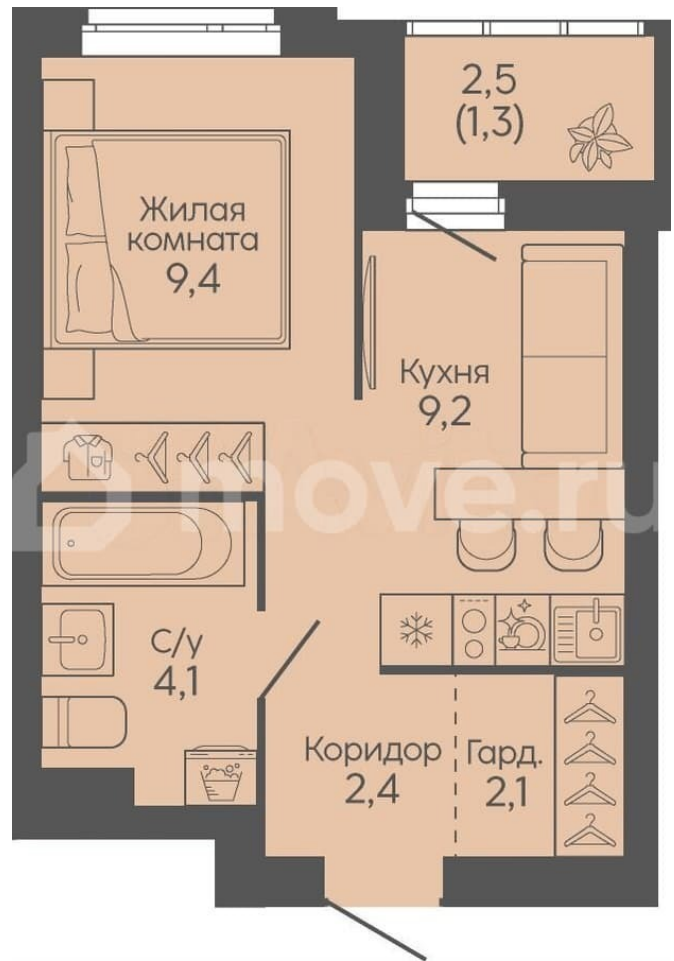 2,5
(1,3)
Жилая
комната
9,4
Кухня
9,2
move.ru
С/у
4,1
Коридор
2,4
Гард.
2,1